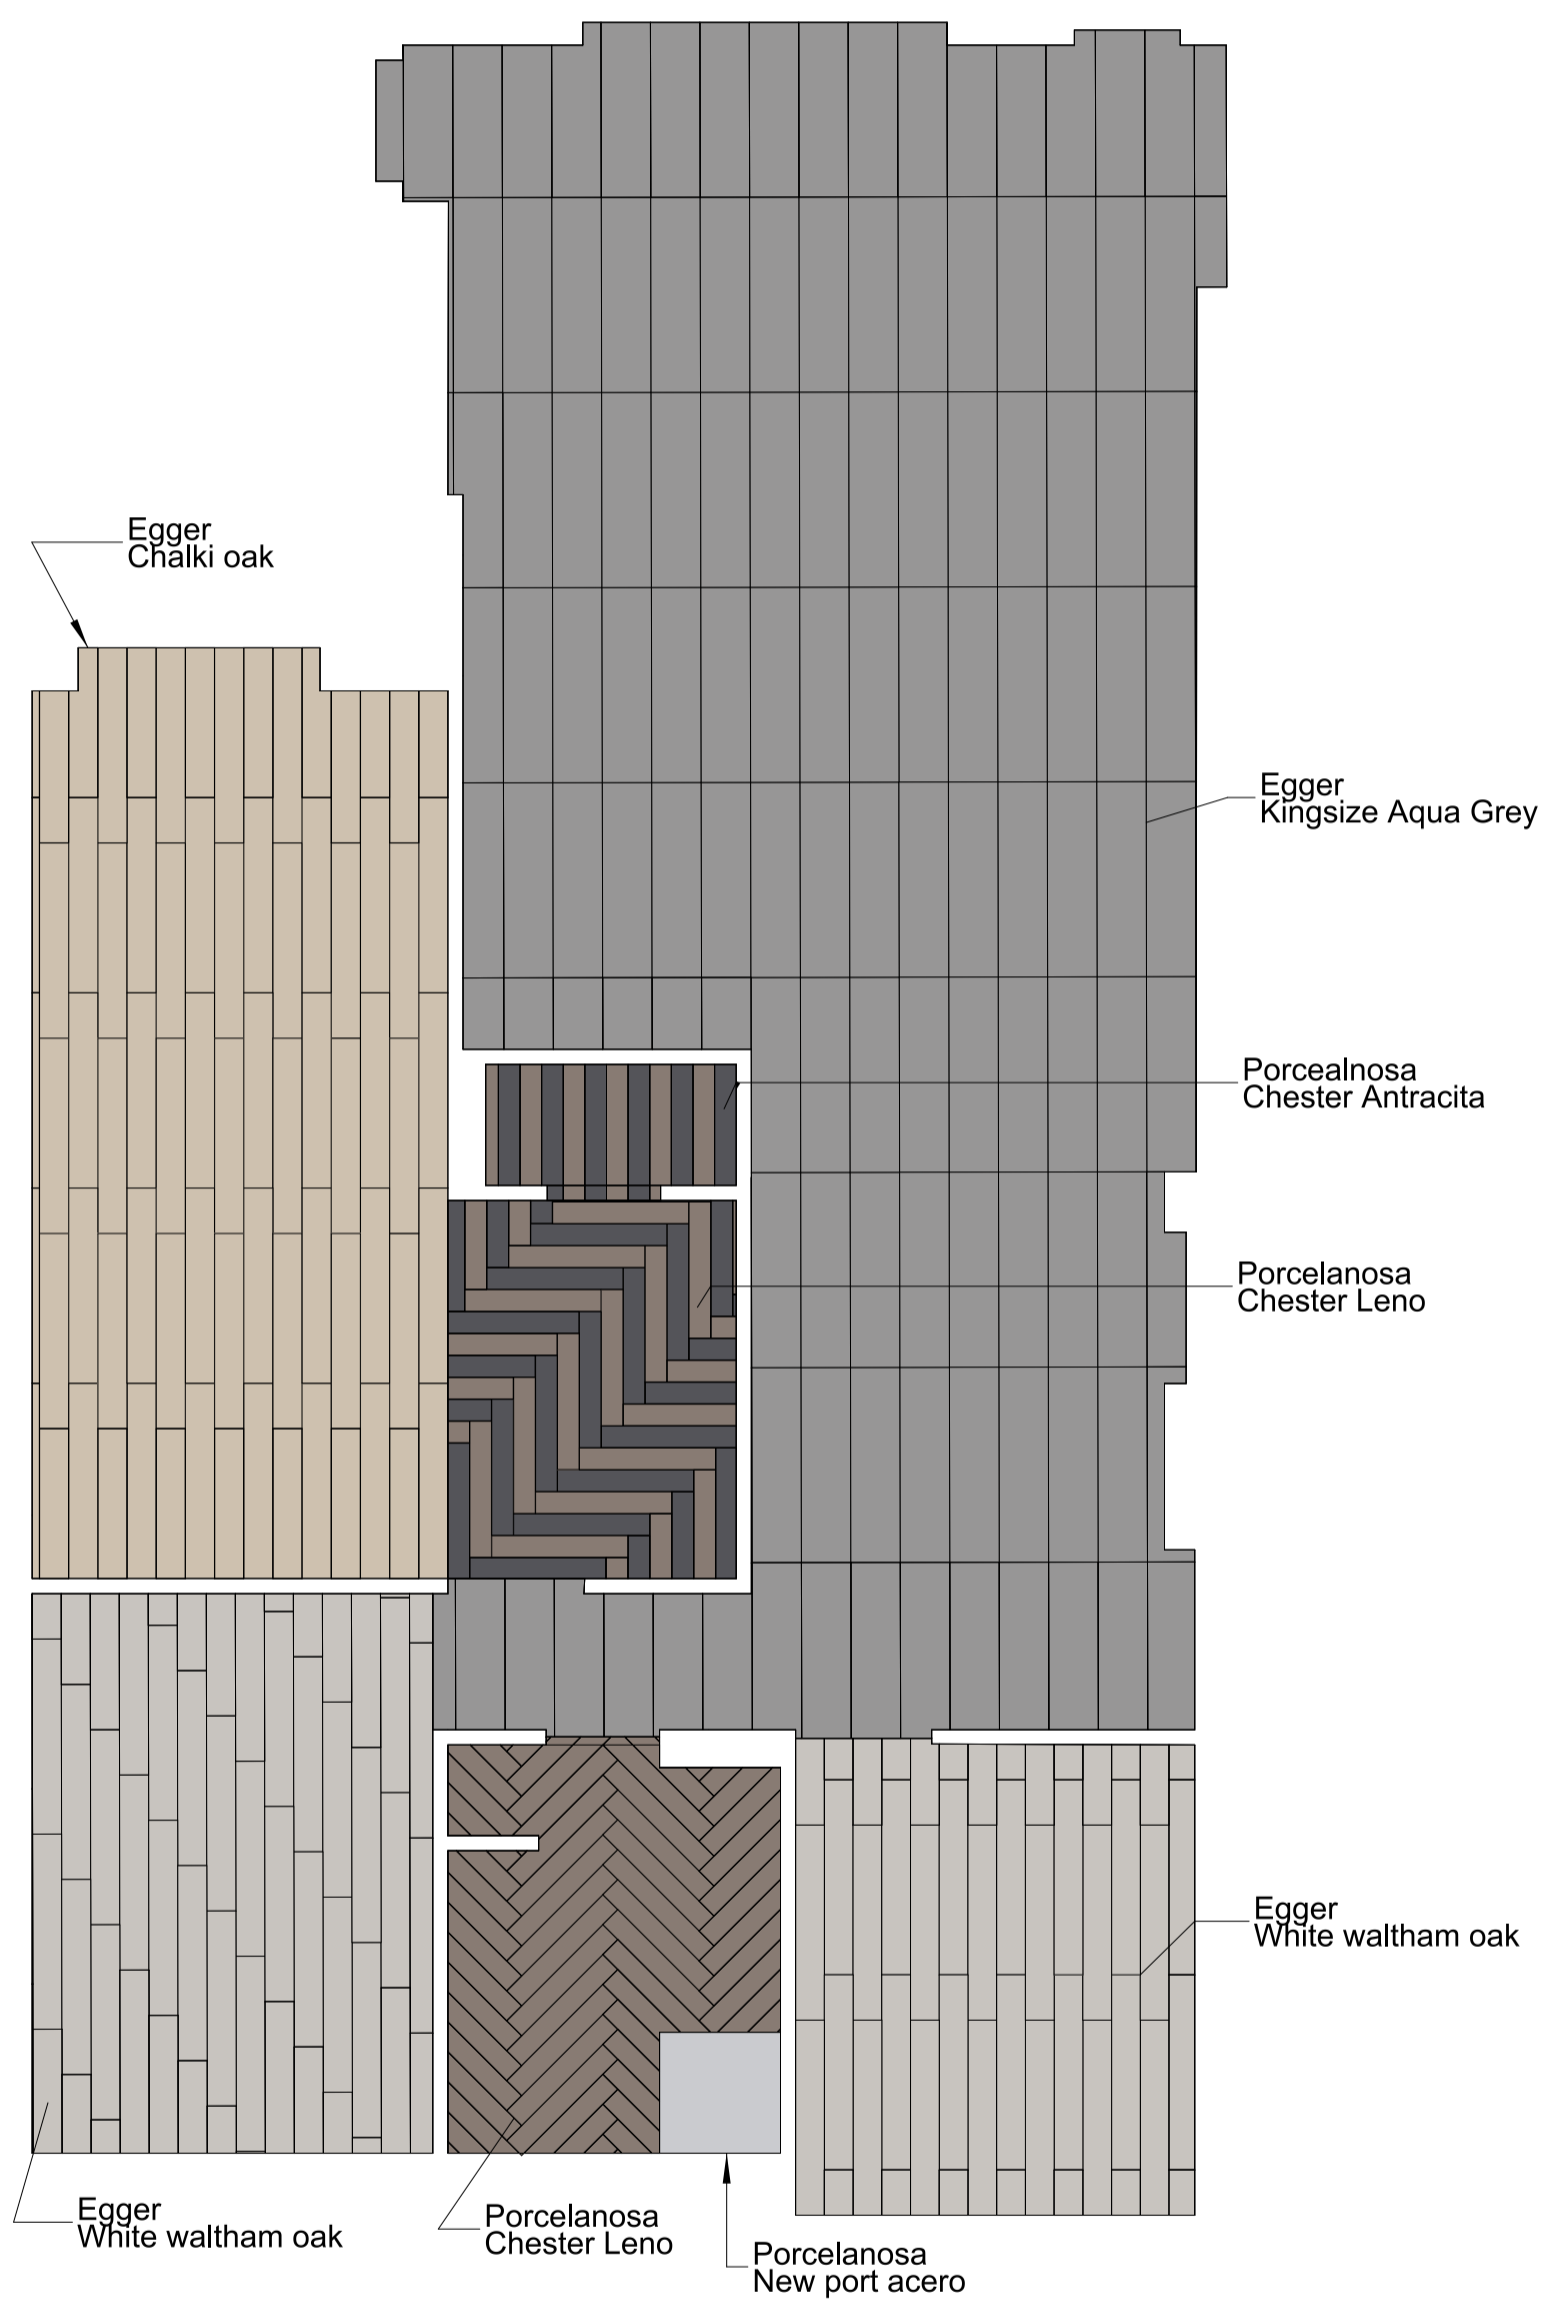 Egger
Chalki oak
Egger
Kingsize Aqua Grey
Porcealnosa
Chester Antracita
Porcelanosa
Chester Leno
Egger
White waltham oak
Egger
White waltham oak
Porcelanosa
Chester Leno
Porcelanosa
New port acero